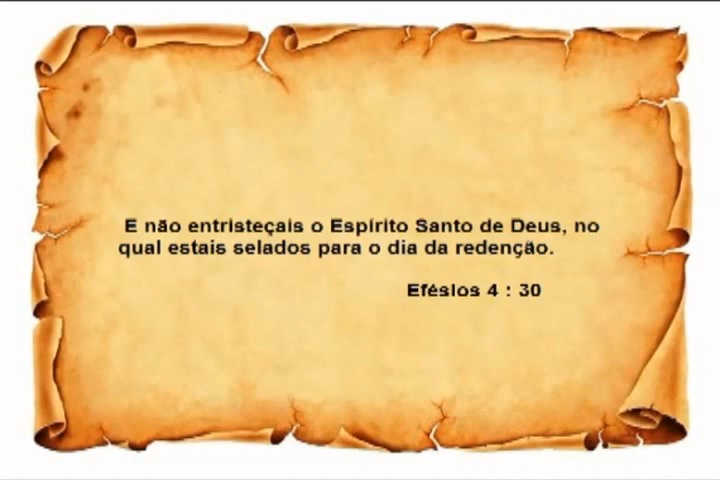 E não entristeçais o Espírito Santo de Deus, no
qual estais selados para o dia da redenção.
Efésios 4 : 30